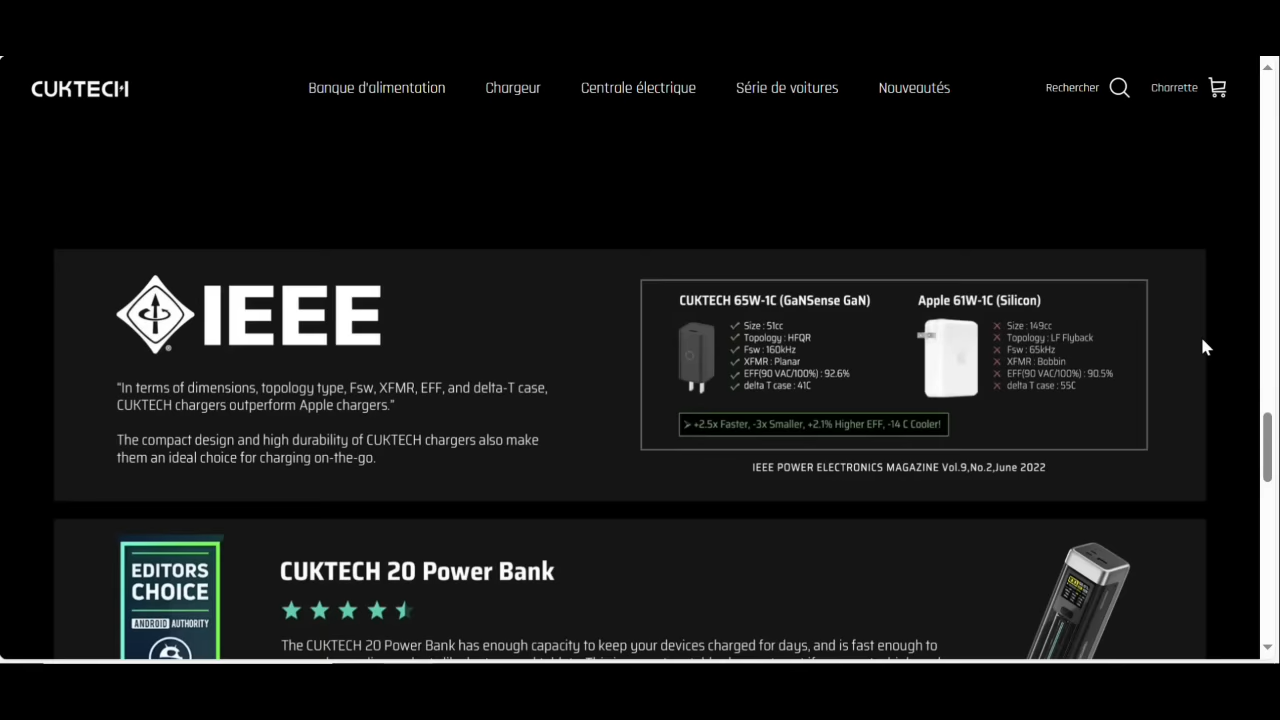 CUKTECH
Banque d'alimentation
Chargeur
Centrale électrique
Série de voitures
Nouveautés
Rechercher
Charrette
IEEE
“In terms of dimensions, topology type, Fsw, XFMR, EFF, and delta-T case,
CUKTECH chargers outperform Apple chargers.”
The compact design and high durability of CUKTECH chargers also make
them an ideal choice for charging on-the-go.
CUKTECH 65W-1C (GaNSense GaN)
Size : 51cc
Topology : HFQR
Fsw : 160kHz
XFMR : Planar
EFF(90 VAC/100%) : 92.6%
delta T case : 41C
Apple 61W-1C (Silicon)
Size : 149cc
Topology : LF Flyback
Fsw : 65kHz
XFMR : Bobbin
EFF(90 VAC/100%) : 90.5%
delta T case : 55C
+2.5x Faster, -3x Smaller, +2.1% Higher EFF, -14 C Cooler!
IEEE POWER ELECTRONICS MAGAZINE Vol.9,No.2,June 2022
EDITORS
CHOICE
ANDROID AUTHORITY
CUKTECH 20 Power Bank
The CUKTECH 20 Power Bank has enough capacity to keep your devices charged for days, and is fast enough to